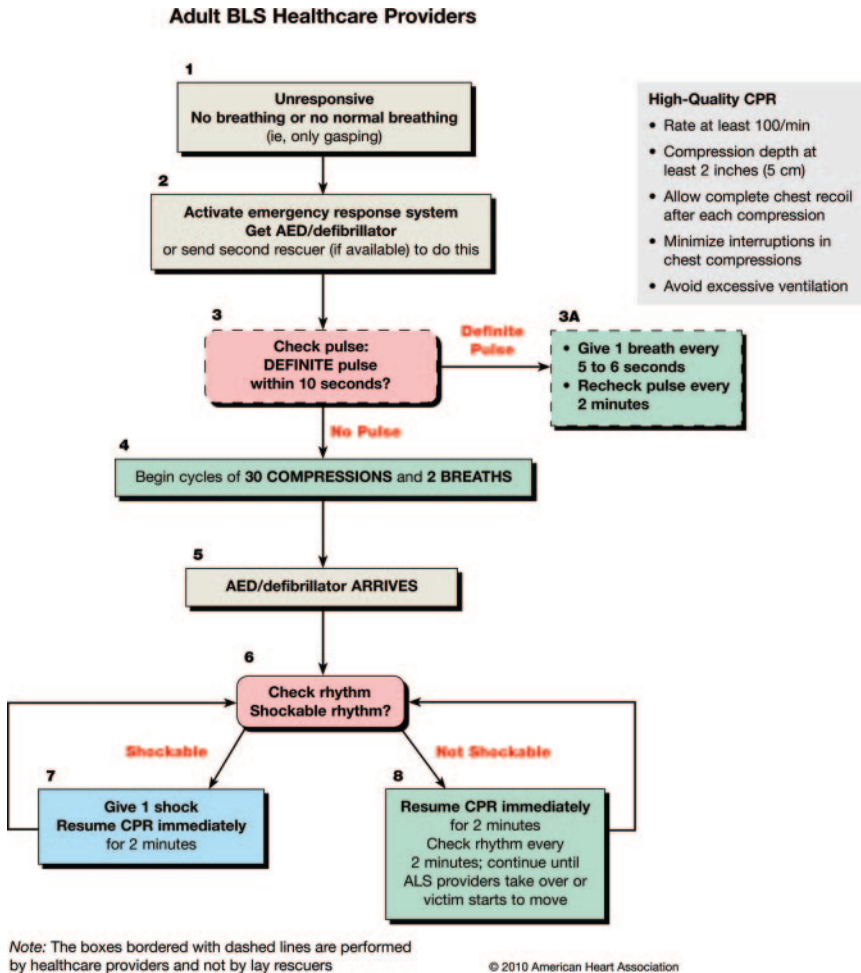 Adult BLS Healthcare Providers
1
Unresponsive
No breathing or no normal breathing
(ie, only gasping)
2
Activate emergency response system
Get AED/defibrillator
or send second rescuer (if available) to do this
High-Quality CPR
• Rate at least 100/min
• Compression depth at
least 2 inches (5 cm)
• Allow complete chest recoil
after each compression
• Minimize interruptions in
chest compressions
• Avoid excessive ventilation
3
Check pulse:
DEFINITE pulse
within 10 seconds?
Definite
Pulse
3A
• Give 1 breath every
5 to 6 seconds
• Recheck pulse every
2 minutes
No Pulse
4
Begin cycles of 30 COMPRESSIONS and 2 BREATHS
5
AED/defibrillator ARRIVES
6
Check rhythm
Shockable rhythm?
Shockable
Not Shockable
7
Give 1 shock
Resume CPR immediately
for 2 minutes
8
Resume CPR immediately
for 2 minutes
Check rhythm every
2 minutes; continue until
ALS providers take over or
victim starts to move
Note: The boxes bordered with dashed lines are performed
by healthcare providers and not by lay rescuers
© 2010 American Heart Association